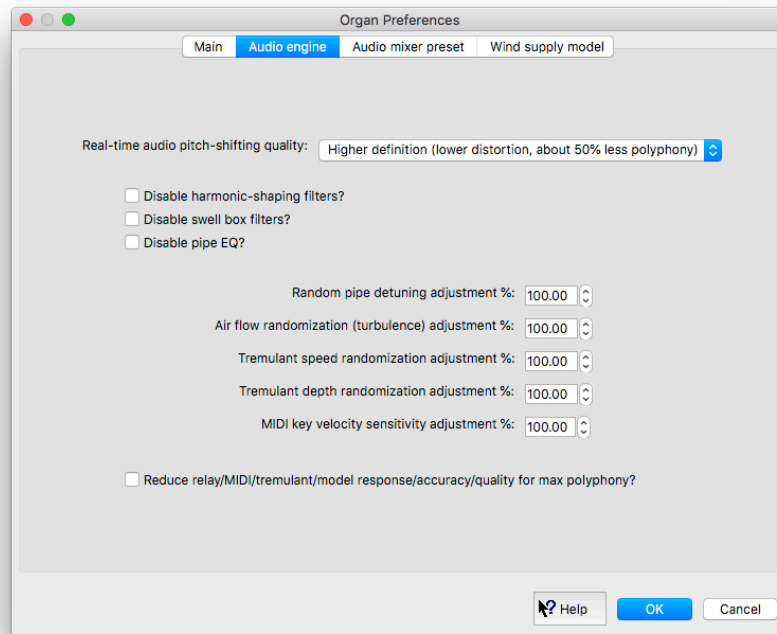 Organ Preferences
Main Audio engine Audio mixer preset Wind supply model
Real-time audio pitch-shifting quality: Higher definition (lower distortion, about 50% less polyphony)
Disable harmonic-shaping filters?
Disable swell box filters?
Disable pipe EQ?
Random pipe detuning adjustment %: 100.00
Air flow randomization (turbulence) adjustment %: 100.00
Tremulant speed randomization adjustment %: 100.00
Tremulant depth randomization adjustment %: 100.00
MIDI key velocity sensitivity adjustment %: 100.00
Reduce relay/MIDI/tremulant/model response/accuracy/quality for max polyphony?
? Help OK Cancel